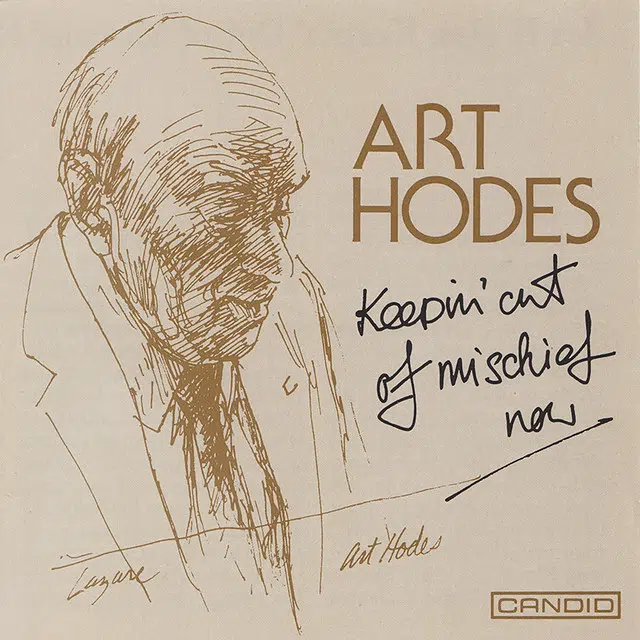 ART
HODES
Keepin' out
of mischief
now
Lazare
Art Hodes
CANDID